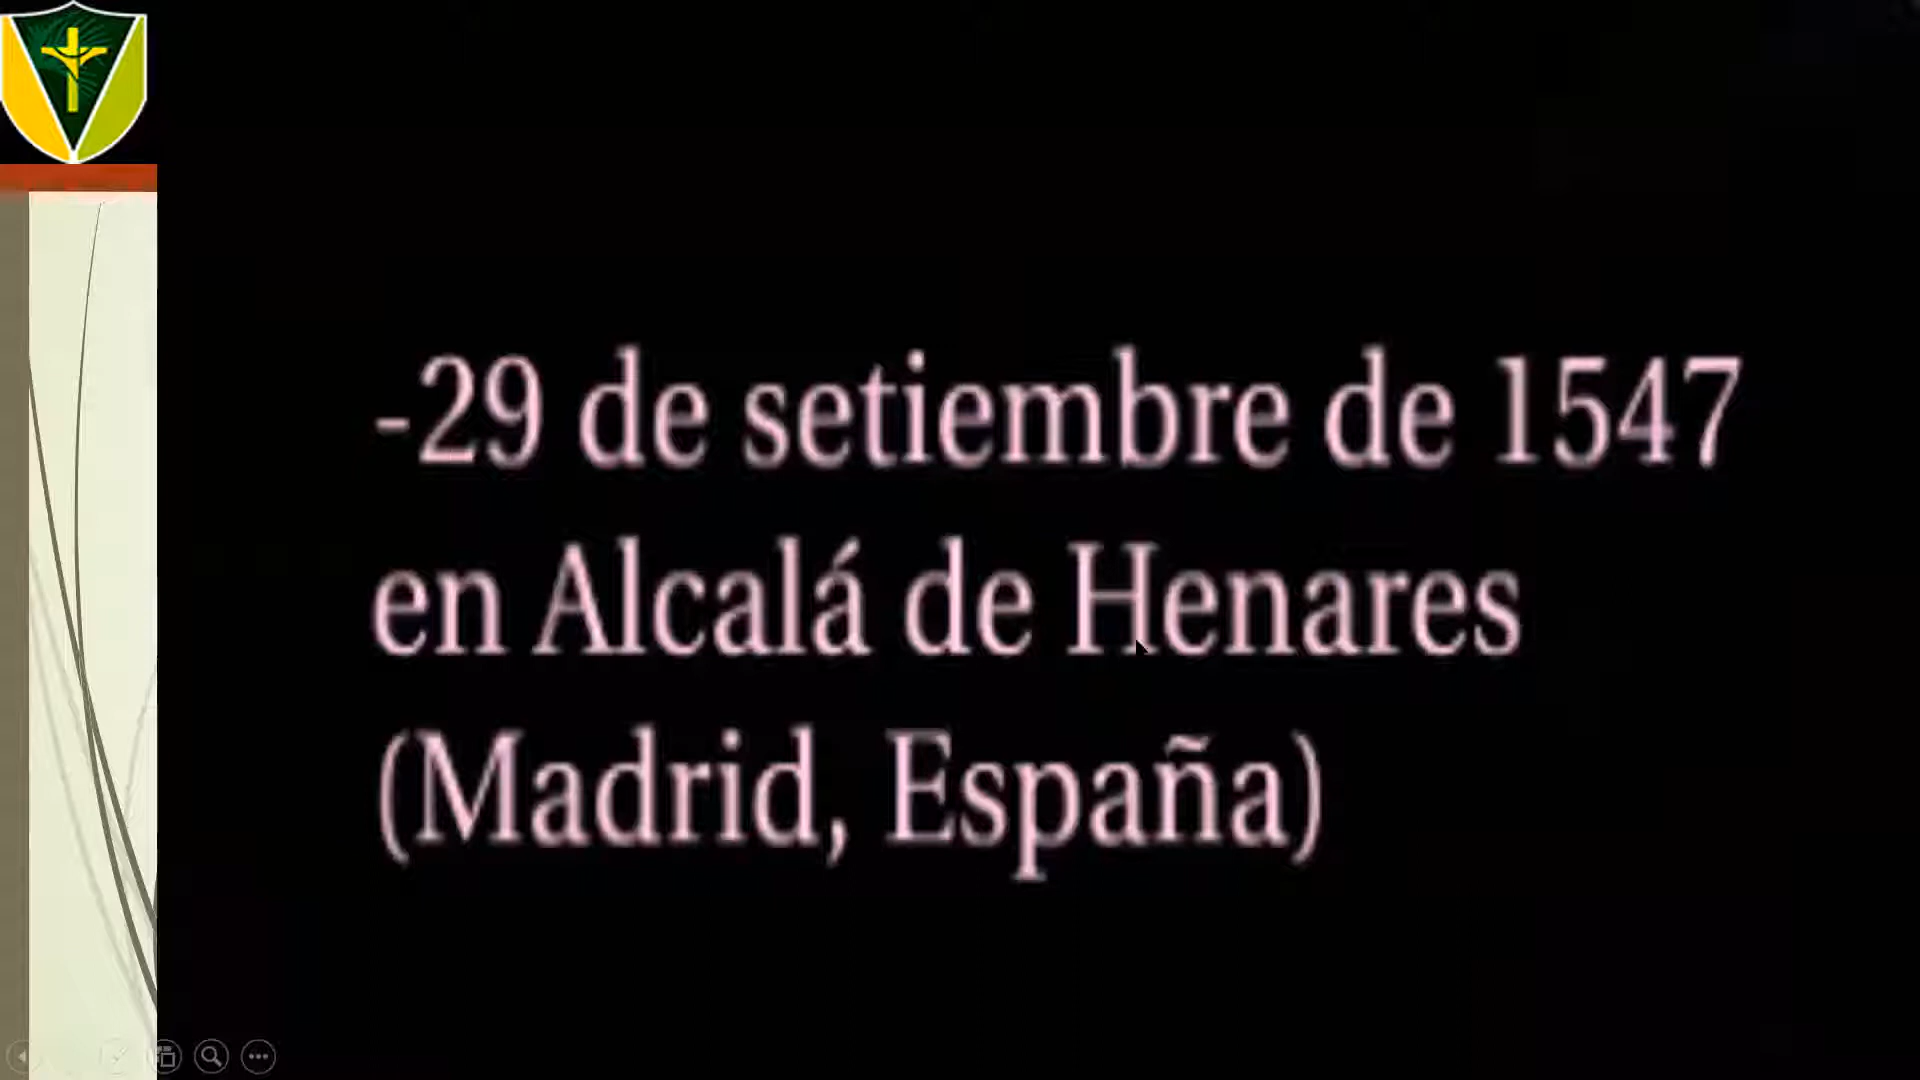 -29 de setiembre de 1547
en Alcalá de Henares
(Madrid, España)